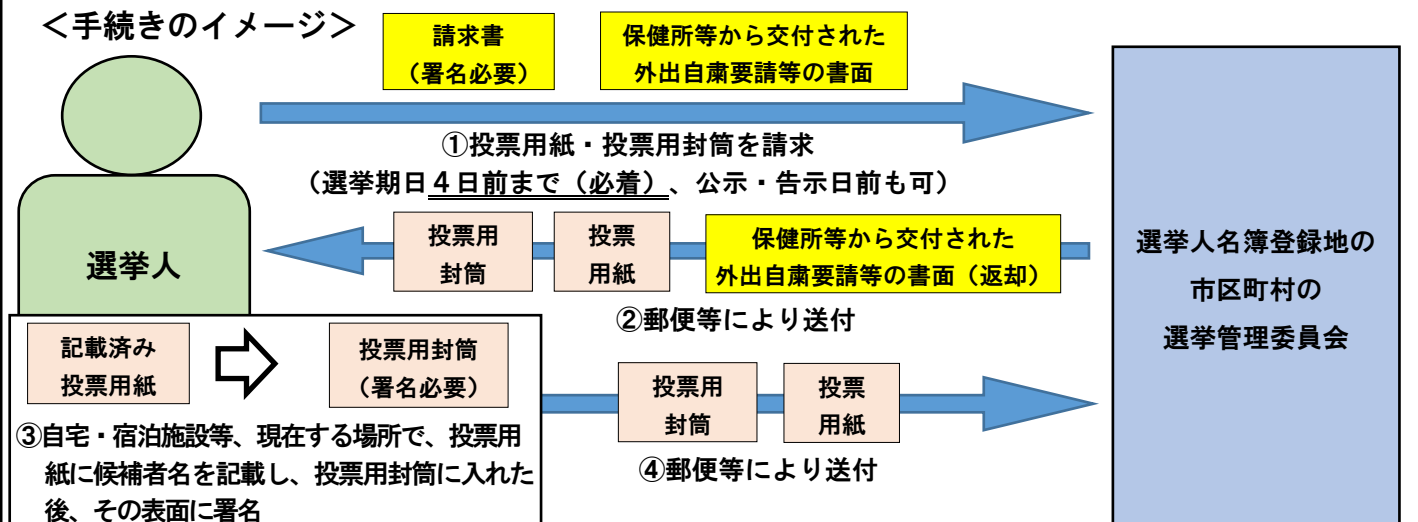 ＜手続きのイメージ＞
請求書
（署名必要）
保健所等から交付された
外出自粛要請等の書面
①投票用紙・投票用封筒を請求
（選挙期日４日前まで（必着）、公示・告示日前も可）
選挙人
投票用
封筒
投票
用紙
保健所等から交付された
外出自粛要請等の書面（返却）
②郵便等により送付
選挙人名簿登録地の
市区町村の
選挙管理委員会
記載済み
投票用紙
投票用封筒
（署名必要）
③自宅・宿泊施設等、現在する場所で、投票用
紙に候補者名を記載し、投票用封筒に入れた
後、その表面に署名
投票用
封筒
投票
用紙
④郵便等により送付